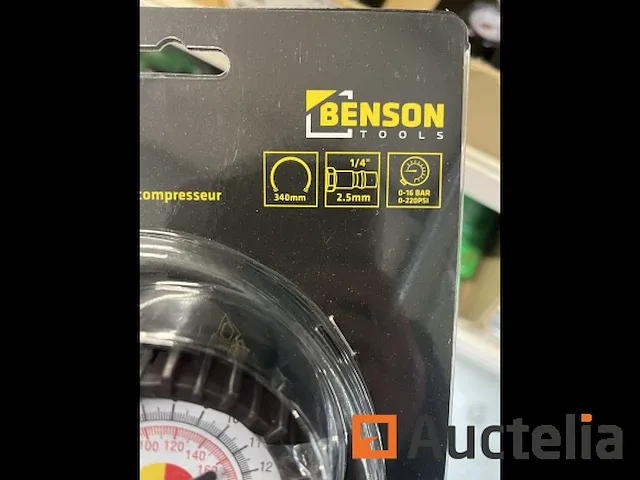 BENSON
TOOLS
340mm
1/4"
2.5mm
0-16 BAR
0-220PSI
compresseur
100 120 140 160
11
12
Auctelia